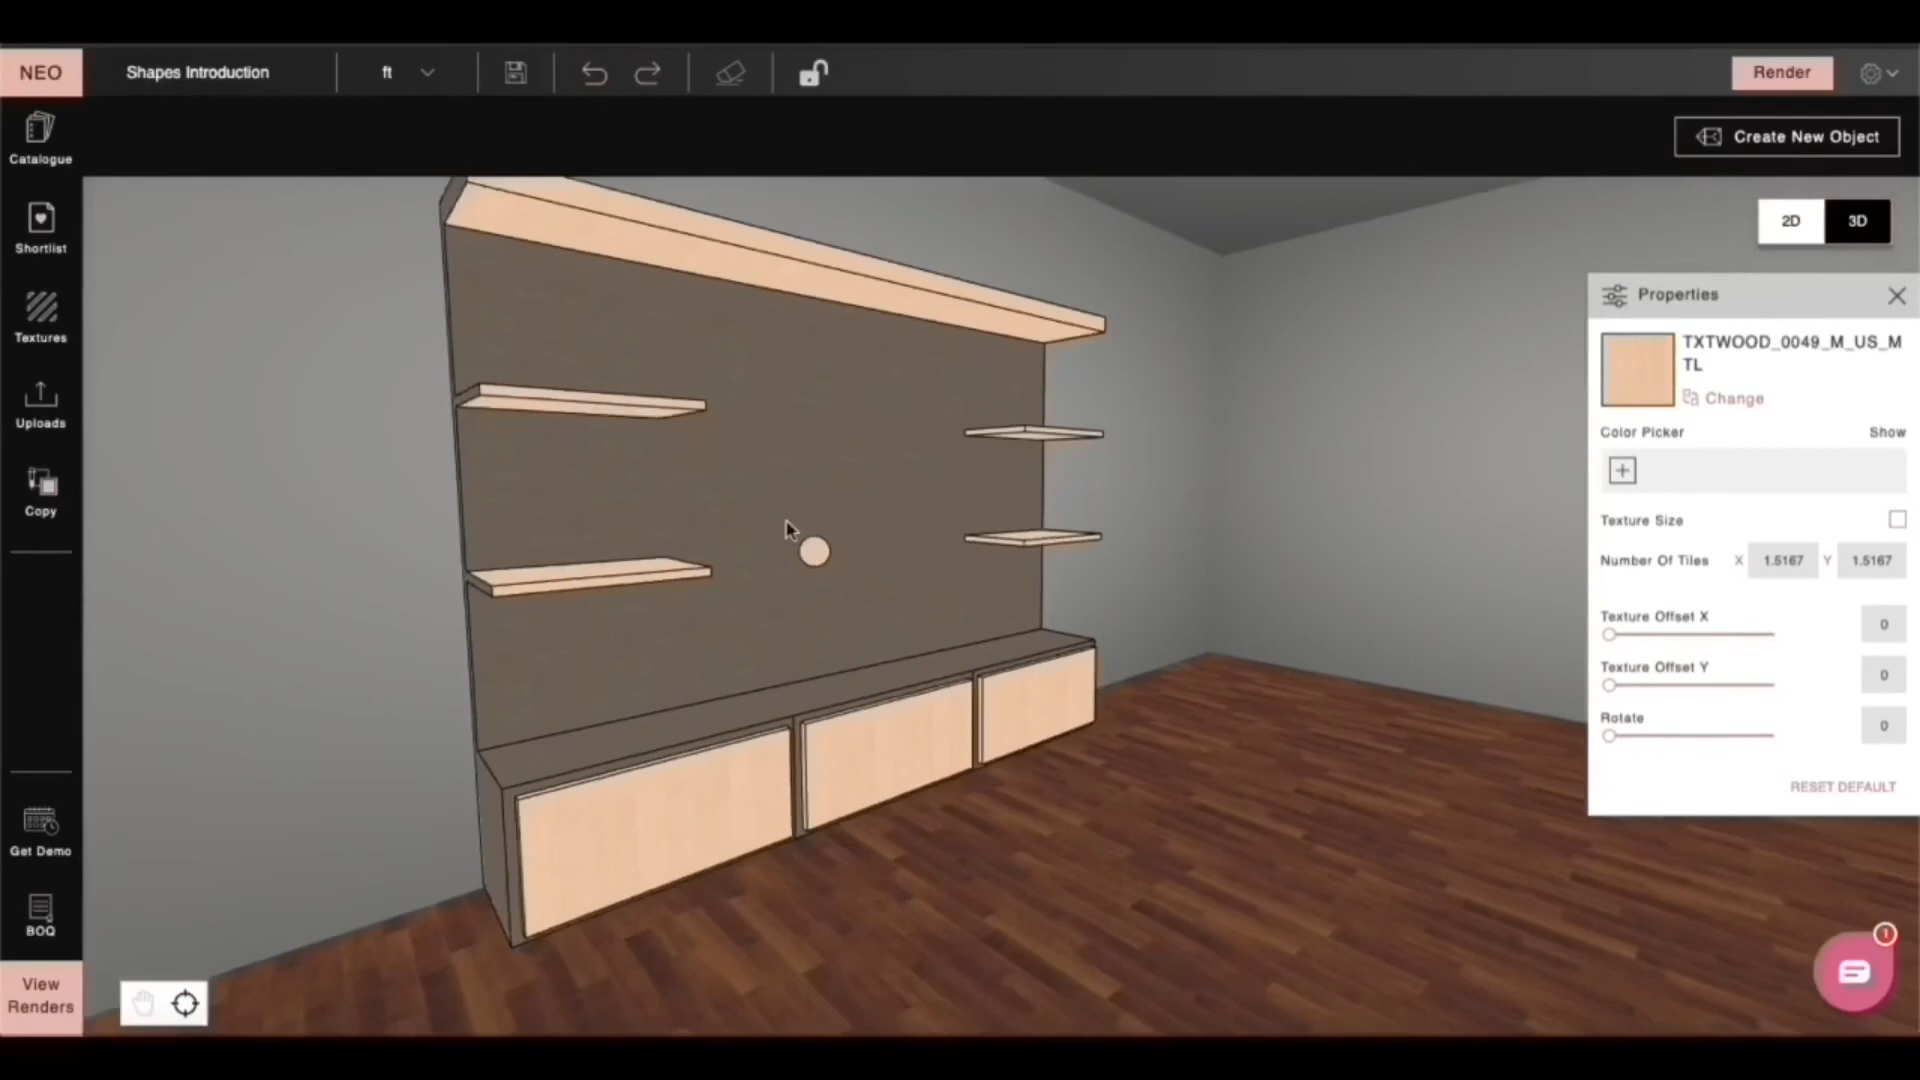 NEO
Shapes Introduction
ft
Render
Catalogue
Create New Object
Shortlist
2D
3D
Textures
Properties
TXTWOOD_0049_M_US_M
TL
Change
Uploads
Color Picker
Show
Copy
Texture Size
Number Of Tiles
X
1.5167
Y
1.5167
Texture Offset X
0
Texture Offset Y
0
Rotate
0
RESET DEFAULT
Get Demo
BOQ
1
View
Renders